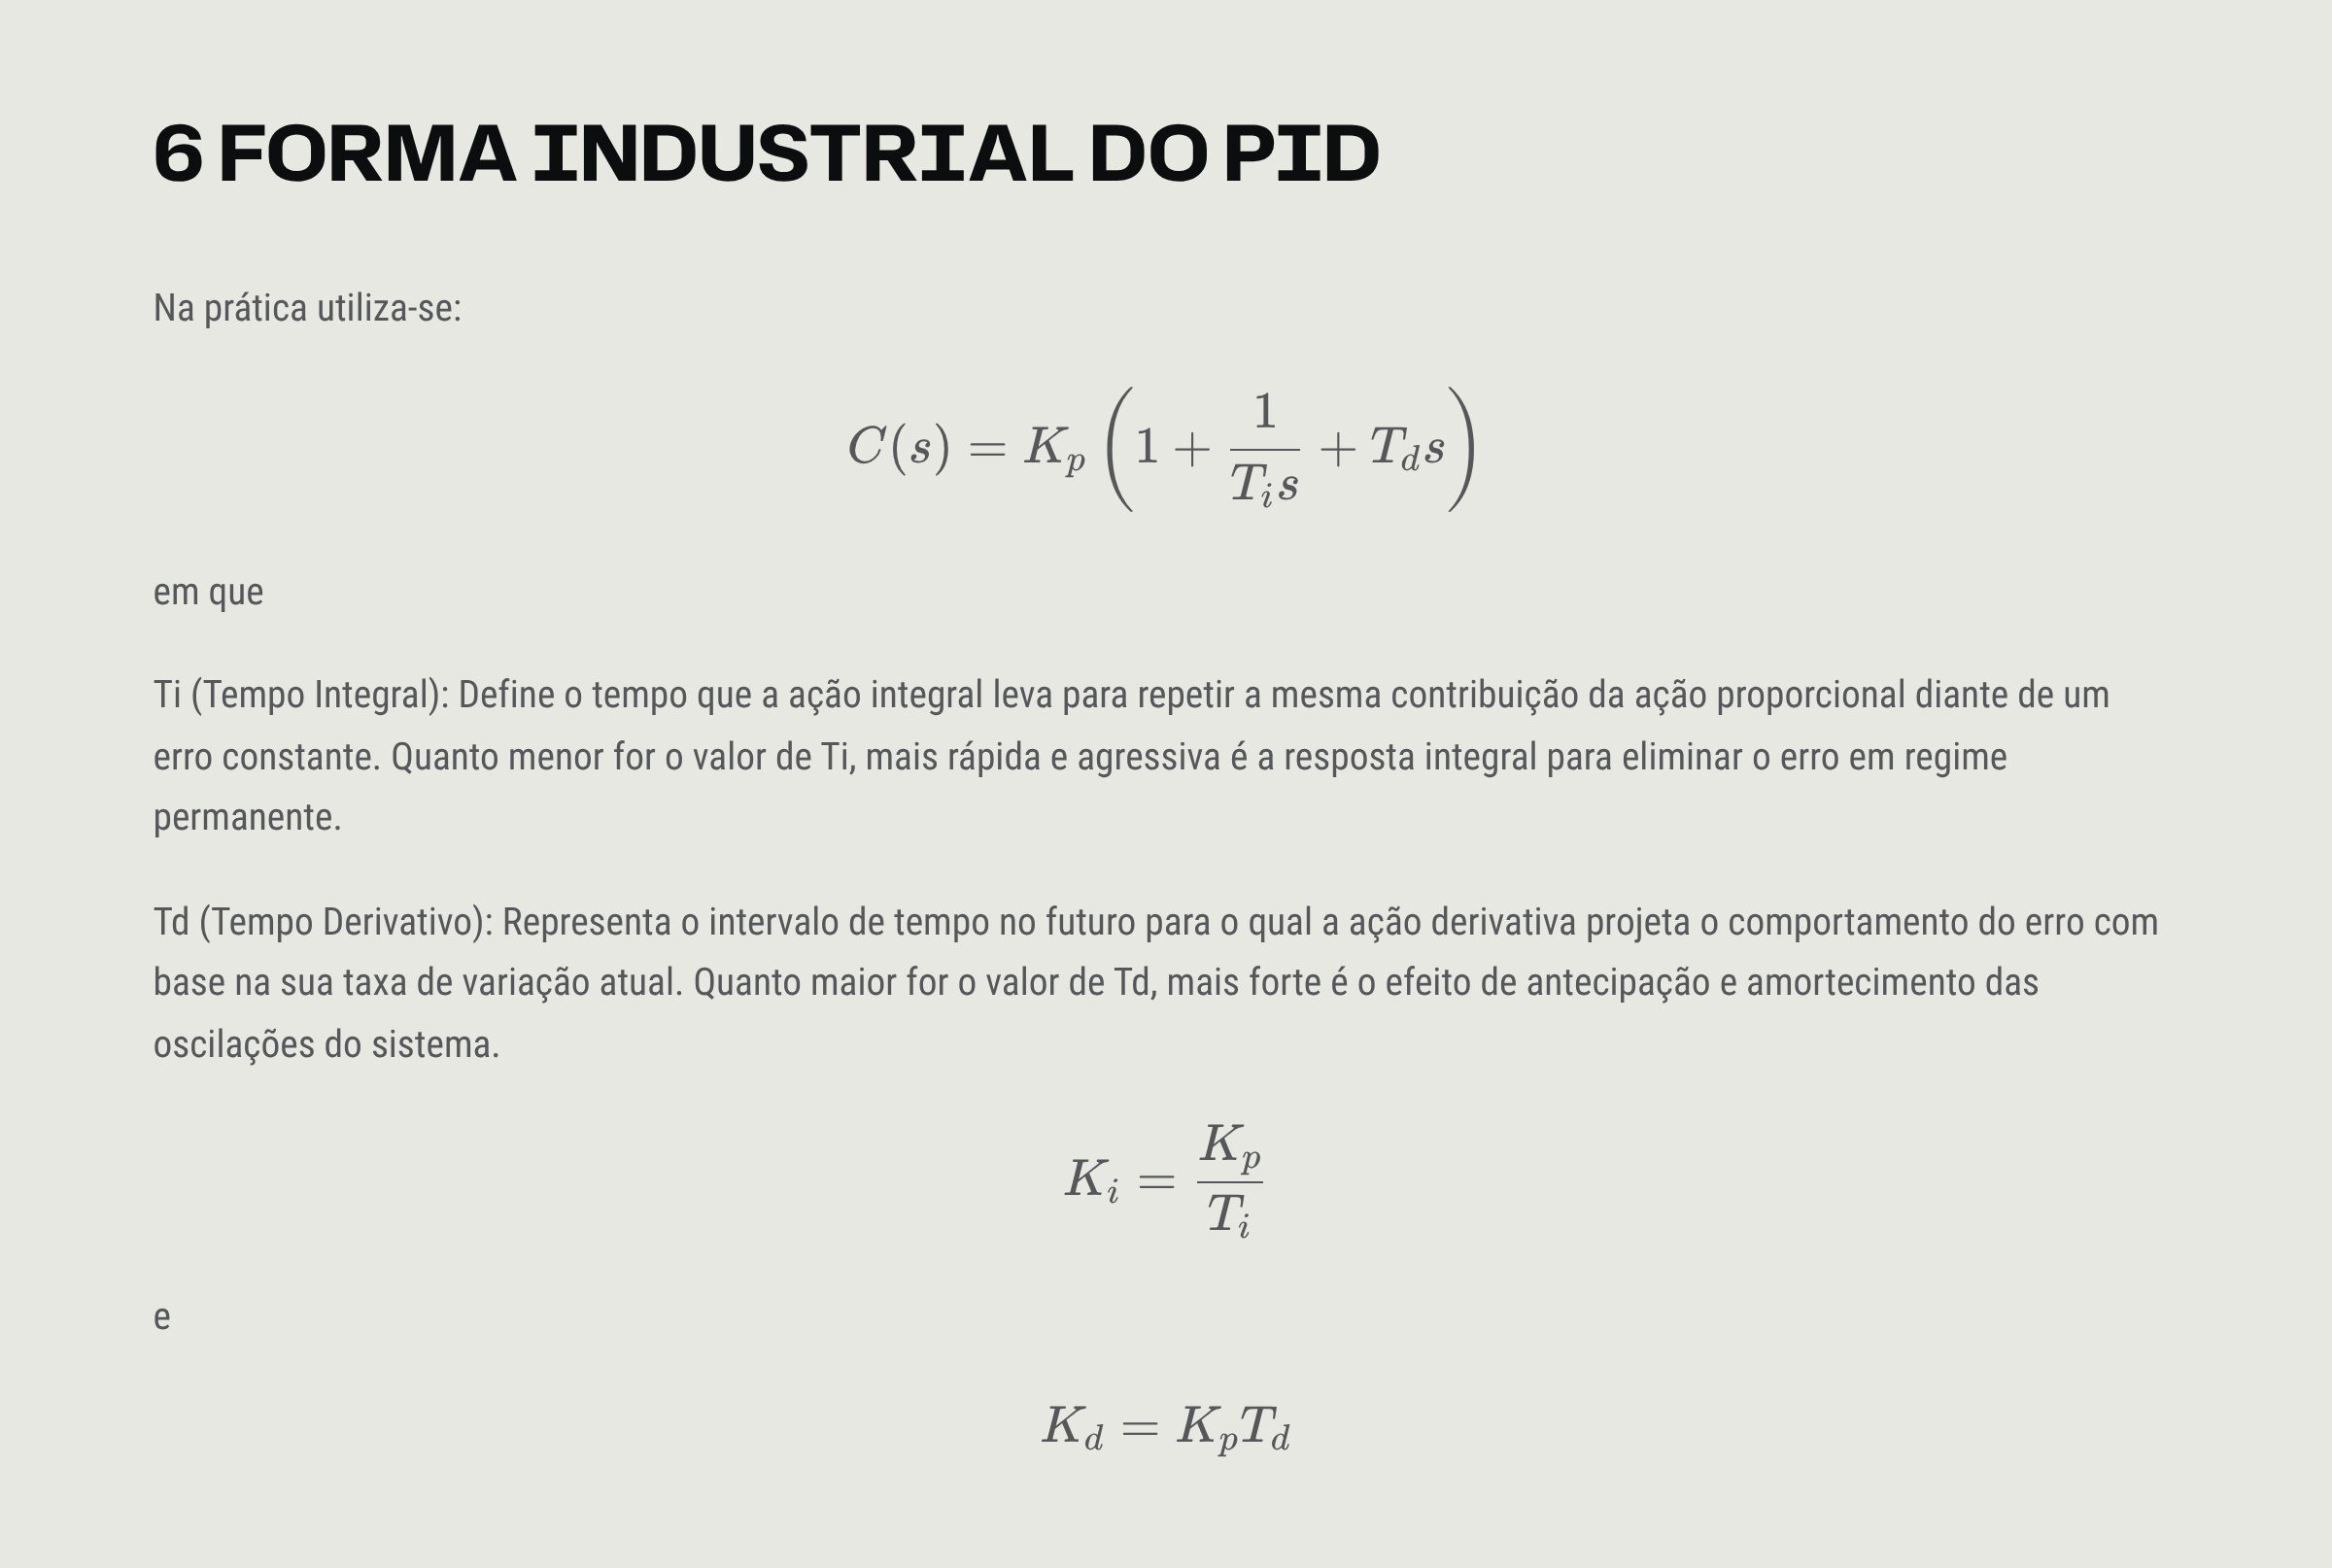 6 FORMA INDUSTRIAL DO PID
Na prática utiliza-se:
C(s) = K_p (1 + 1/(T_i s) + T_d s)
em que
Ti (Tempo Integral): Define o tempo que a ação integral leva para repetir a mesma contribuição da ação proporcional diante de um
erro constante. Quanto menor for o valor de Ti, mais rápida e agressiva é a resposta integral para eliminar o erro em regime
permanente.
Td (Tempo Derivativo): Representa o intervalo de tempo no futuro para o qual a ação derivativa projeta o comportamento do erro com
base na sua taxa de variação atual. Quanto maior for o valor de Td, mais forte é o efeito de antecipação e amortecimento das
oscilações do sistema.
K_i = K_p/T_i
e
K_d = K_p T_d